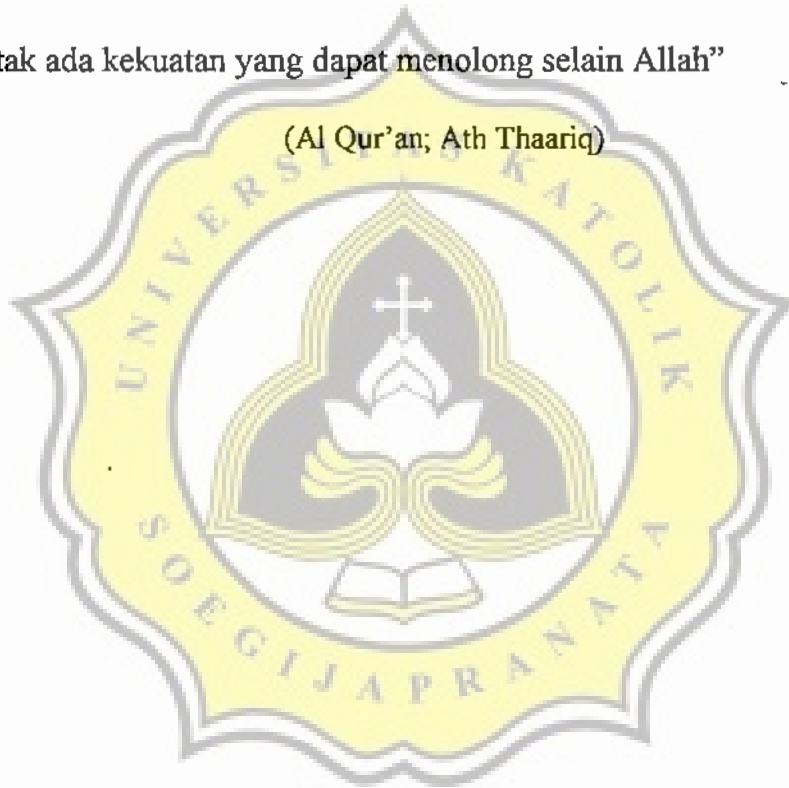 tak ada kekuatan yang dapat menolong selain Allah”
(Al Qur’an; Ath Thaariq)
UNIVERSITAS KATOLIK
SOEGIJAPRANATA